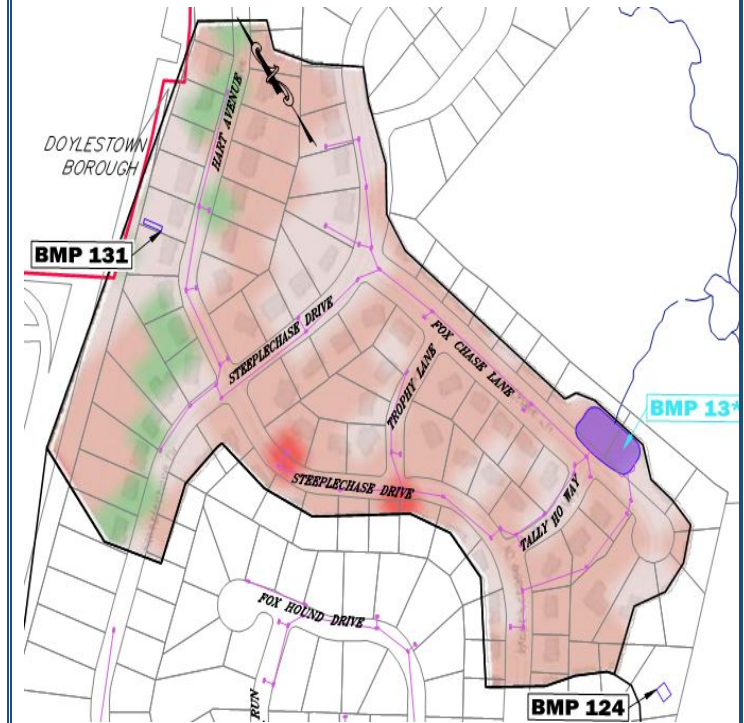 HART AVENUE
DOYLESTOWN
BOROUGH
BMP 131
STEEPLECHASE DRIVE
FOX CHASE LANE
TROPHY LANE
BMP 13*
STEEPLECHASE DRIVE
TALLY HO WAY
FOX HOUND DRIVE
RUN
BMP 124